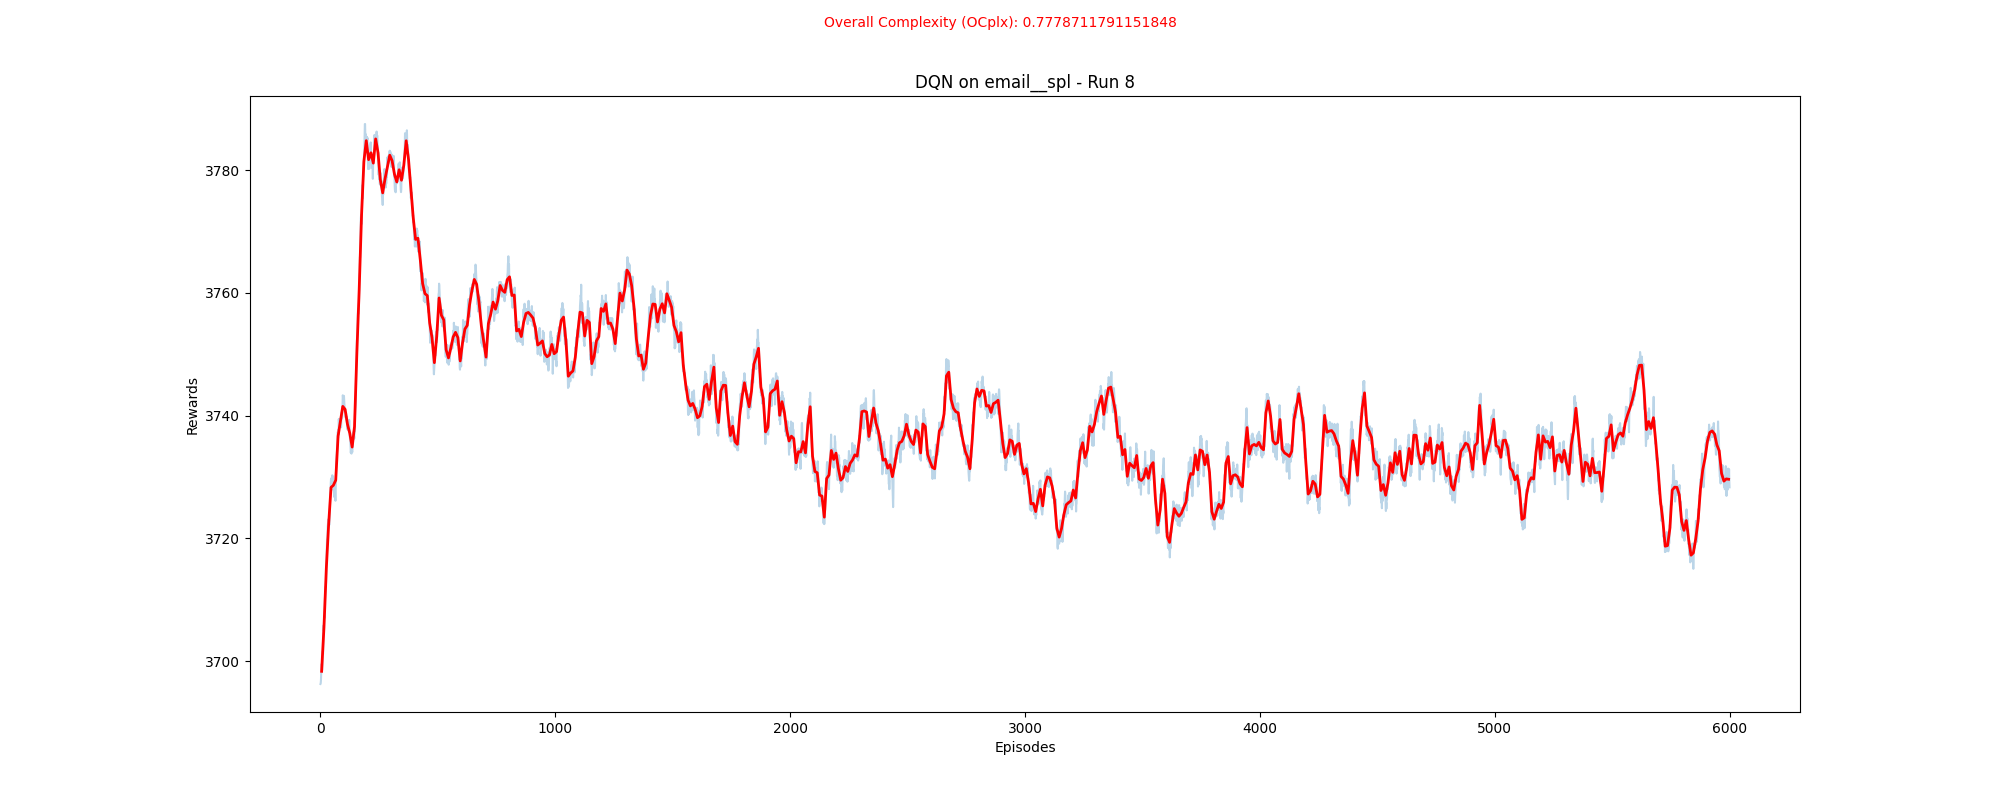 Overall Complexity (OCplx): 0.7778711791151848
DQN on email__spl - Run 8
3780
3760
3740
3720
3700
Rewards
0 1000 2000 3000 4000 5000 6000
Episodes